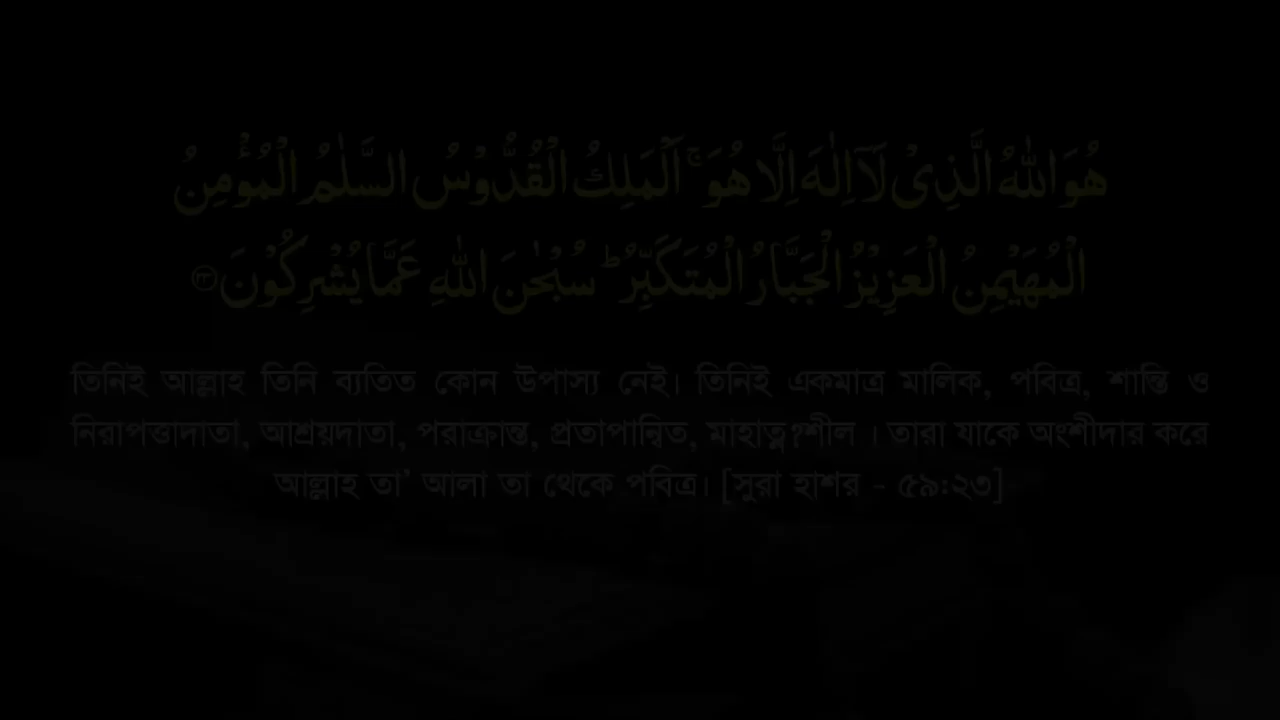 هُوَ اللّٰهُ الَّذِیْ لَاۤ اِلٰهَ اِلَّا هُوَ ۚ اَلْمَلِكُ الْقُدُّوْسُ السَّلٰمُ الْمُؤْمِنُ
الْمُهَیْمِنُ الْعَزِیْزُ الْجَبَّارُ الْمُتَكَبِّرُ ؕ سُبْحٰنَ اللّٰهِ عَمَّا یُشْرِكُوْنَ ۟۲۳
তিনিই আল্লাহ তিনি ব্যতিত কোন উপাস্য নেই। তিনিই একমাত্র মালিক, পবিত্র, শান্তি ও
নিরাপত্তাদাতা, আশ্রয়দাতা, পরাক্রান্ত, প্রতাপান্বিত, মাহাত্ন?শীল । তারা যাকে অংশীদার করে
আল্লাহ তা’ আলা তা থেকে পবিত্র। [সুরা হাশর - ৫৯:২৩]